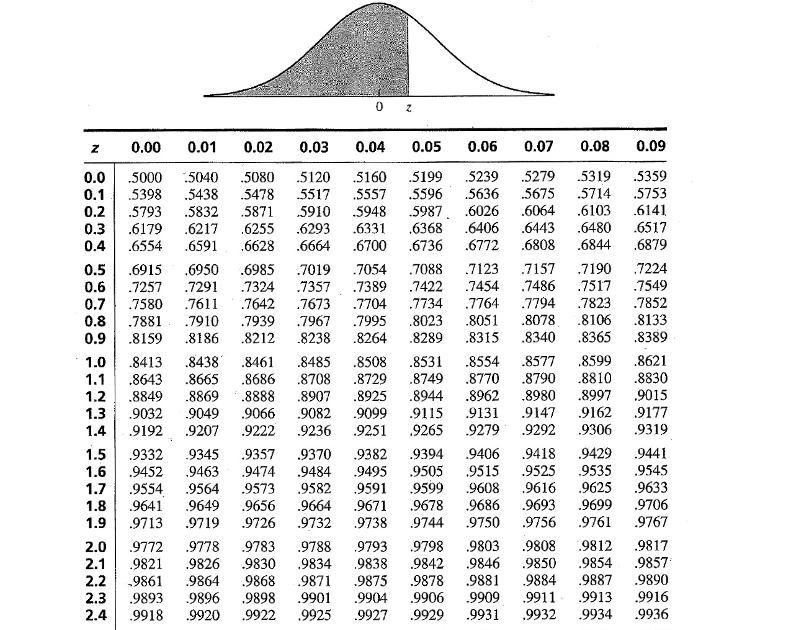 0 z
z 0.00 0.01 0.02 0.03 0.04 0.05 0.06 0.07 0.08 0.09
0.0 .5000 .5040 .5080 .5120 .5160 .5199 .5239 .5279 .5319 .5359
0.1 .5398 .5438 .5478 .5517 .5557 .5596 .5636 .5675 .5714 .5753
0.2 .5793 .5832 .5871 .5910 .5948 .5987 .6026 .6064 .6103 .6141
0.3 .6179 .6217 .6255 .6293 .6331 .6368 .6406 .6443 .6480 .6517
0.4 .6554 .6591 .6628 .6664 .6700 .6736 .6772 .6808 .6844 .6879
0.5 .6915 .6950 .6985 .7019 .7054 .7088 .7123 .7157 .7190 .7224
0.6 .7257 .7291 .7324 .7357 .7389 .7422 .7454 .7486 .7517 .7549
0.7 .7580 .7611 .7642 .7673 .7704 .7734 .7764 .7794 .7823 .7852
0.8 .7881 .7910 .7939 .7967 .7995 .8023 .8051 .8078 .8106 .8133
0.9 .8159 .8186 .8212 .8238 .8264 .8289 .8315 .8340 .8365 .8389
1.0 .8413 .8438 .8461 .8485 .8508 .8531 .8554 .8577 .8599 .8621
1.1 .8643 .8665 .8686 .8708 .8729 .8749 .8770 .8790 .8810 .8830
1.2 .8849 .8869 .8888 .8907 .8925 .8944 .8962 .8980 .8997 .9015
1.3 .9032 .9049 .9066 .9082 .9099 .9115 .9131 .9147 .9162 .9177
1.4 .9192 .9207 .9222 .9236 .9251 .9265 .9279 .9292 .9306 .9319
1.5 .9332 .9345 .9357 .9370 .9382 .9394 .9406 .9418 .9429 .9441
1.6 .9452 .9463 .9474 .9484 .9495 .9505 .9515 .9525 .9535 .9545
1.7 .9554 .9564 .9573 .9582 .9591 .9599 .9608 .9616 .9625 .9633
1.8 .9641 .9649 .9656 .9664 .9671 .9678 .9686 .9693 .9699 .9706
1.9 .9713 .9719 .9726 .9732 .9738 .9744 .9750 .9756 .9761 .9767
2.0 .9772 .9778 .9783 .9788 .9793 .9798 .9803 .9808 .9812 .9817
2.1 .9821 .9826 .9830 .9834 .9838 .9842 .9846 .9850 .9854 .9857
2.2 .9861 .9864 .9868 .9871 .9875 .9878 .9881 .9884 .9887 .9890
2.3 .9893 .9896 .9898 .9901 .9904 .9906 .9909 .9911 .9913 .9916
2.4 .9918 .9920 .9922 .9925 .9927 .9929 .9931 .9932 .9934 .9936